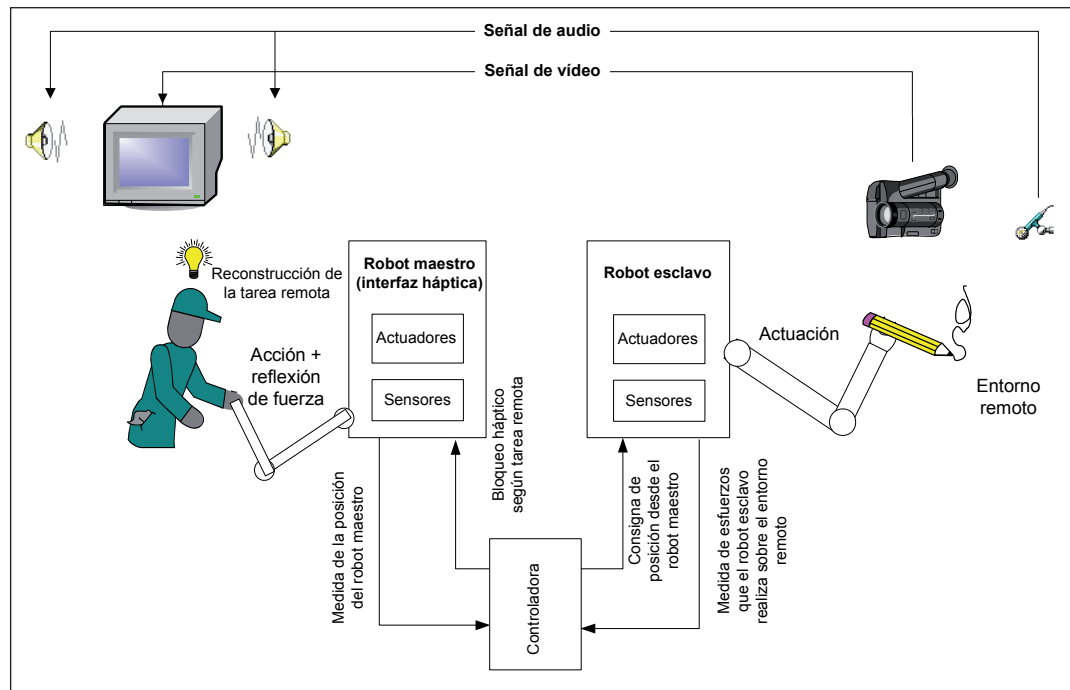 Señal de audio
Señal de vídeo
Reconstrucción de
la tarea remota
Robot maestro
(interfaz háptica)
Actuadores
Sensores
Robot esclavo
Actuadores
Sensores
Acción +
reflexión
de fuerza
Actuación
Entorno
remoto
Medida de la posición
del robot maestro
Bloqueo háptico
según tarea remota
Controladora
Consigna de
posición desde el
robot maestro
Medida de esfuerzos
que el robot esclavo
realiza sobre el entorno
remoto